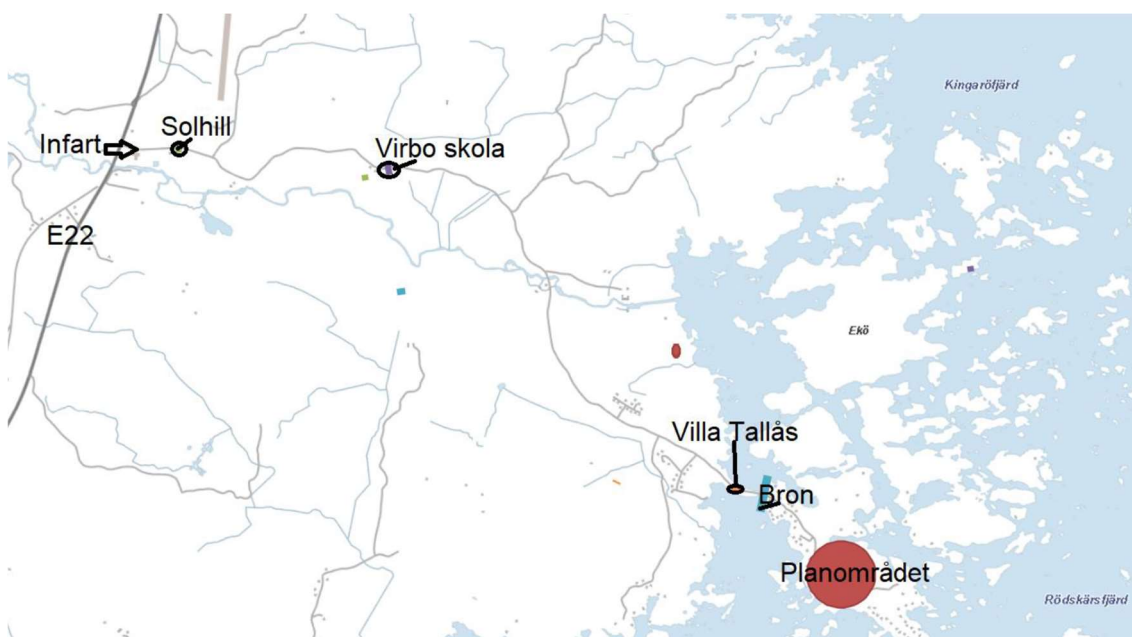 Kingaröfjärd
Solhill
Infart
Virbo skola
E22
Ekö
Villa Tallås
Bron
Planområdet
Rödskärsfjärd